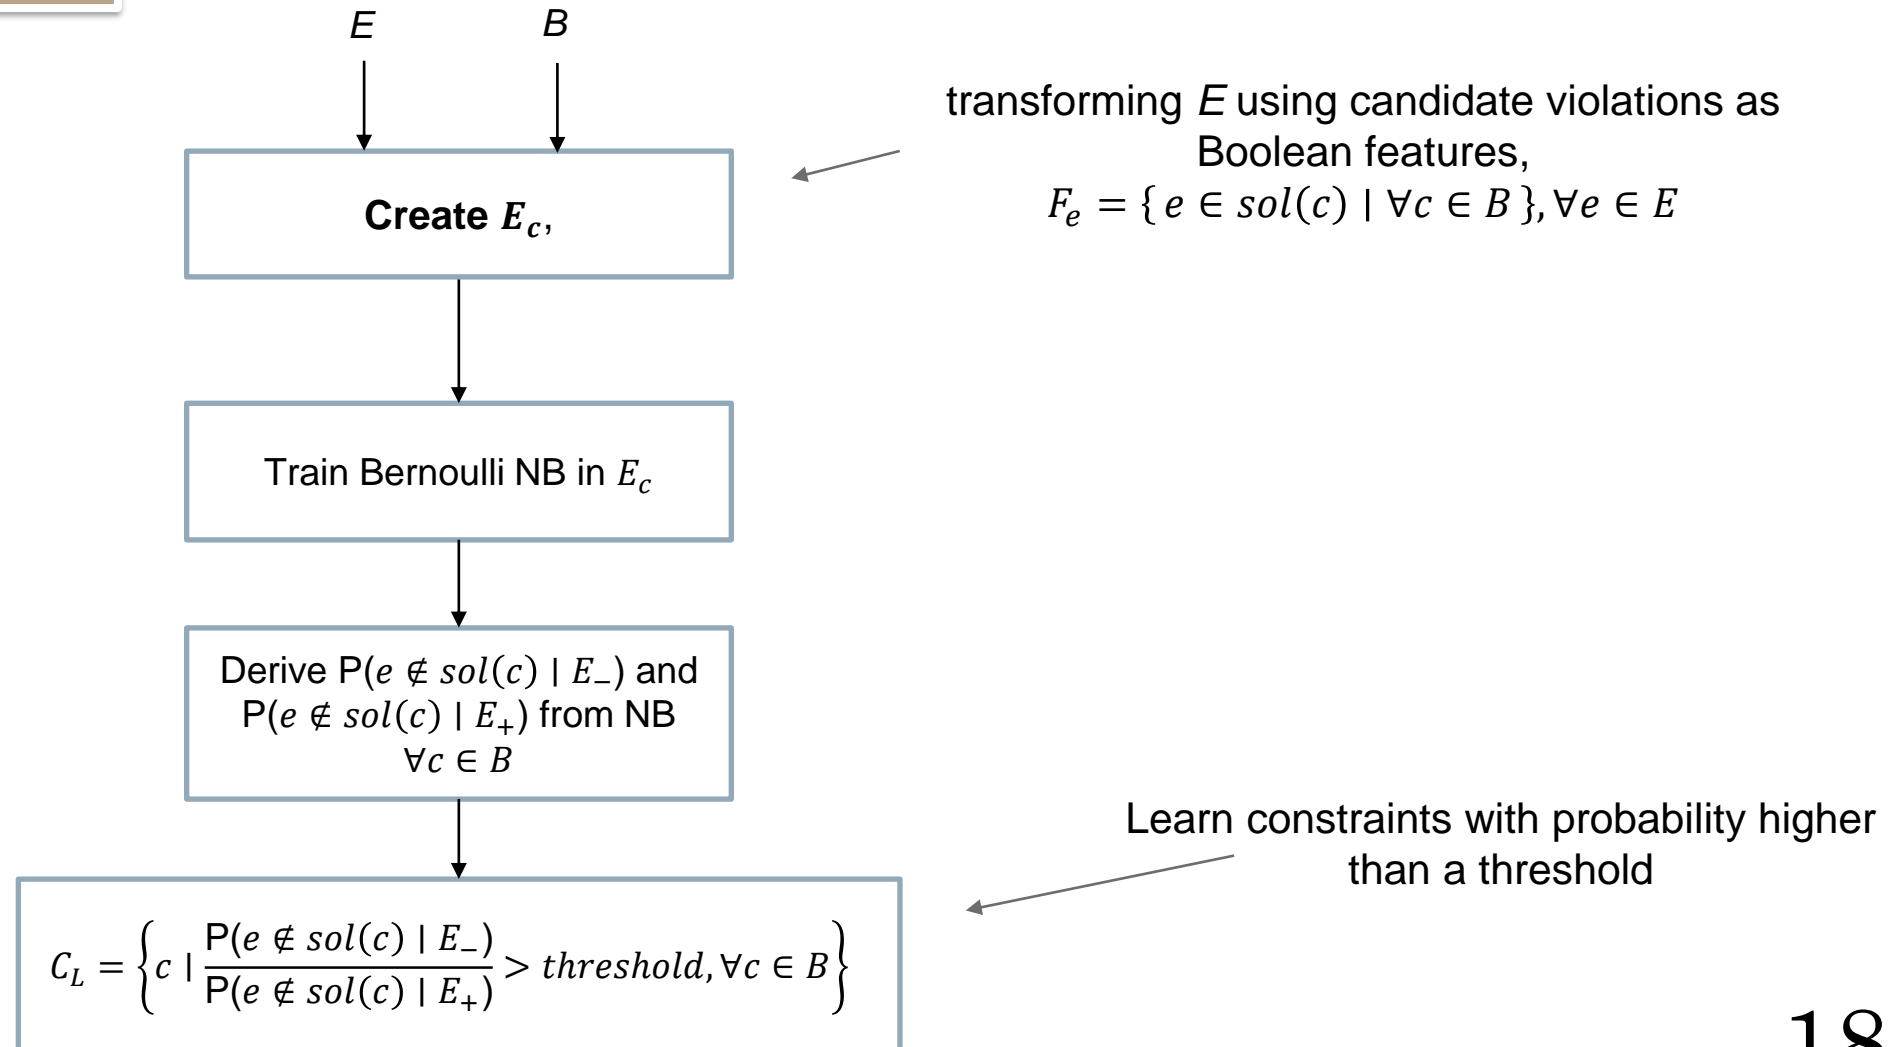 E B
transforming E using candidate violations as
Boolean features,
F_e = { e ∈ sol(c) | ∀c ∈ B }, ∀e ∈ E
Create E_c,
Train Bernoulli NB in E_c
Derive P(e ∉ sol(c) | E_−) and
P(e ∉ sol(c) | E_+) from NB
∀c ∈ B
Learn constraints with probability higher
than a threshold
C_L = {c | P(e ∉ sol(c) | E_−) / P(e ∉ sol(c) | E_+) > threshold, ∀c ∈ B}
18